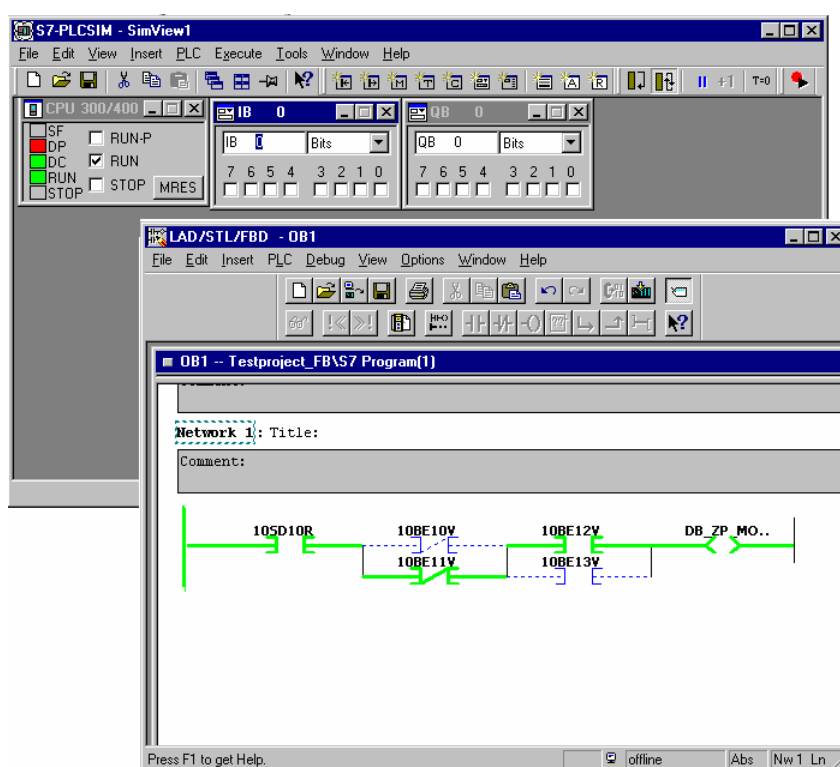 S7-PLCSIM - SimView1
File Edit View Insert PLC Execute Tools Window Help
+1 T=0
CPU 300/400
IB 0
QB 0
SF
DP
DC
RUN
STOP
RUN-P
RUN
STOP
MRES
IB 0 Bits
7 6 5 4 3 2 1 0
QB 0 Bits
7 6 5 4 3 2 1 0
LAD/STL/FBD - OB1
File Edit Insert PLC Debug View Options Window Help
OB1 -- Testproject_FB\S7 Program(1)
Network 1: Title:
Comment:
10SD10R 10BE10V 10BE12V DB_ZP_MO..
10BE11V 10BE13V
Press F1 to get Help.
offline Abs Nw 1 Ln